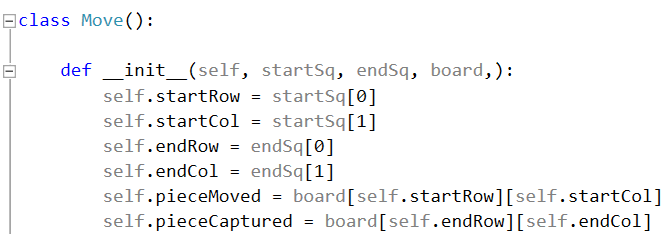 class Move():
def __init__(self, startSq, endSq, board,):
self.startRow = startSq[0]
self.startCol = startSq[1]
self.endRow = endSq[0]
self.endCol = endSq[1]
self.pieceMoved = board[self.startRow][self.startCol]
self.pieceCaptured = board[self.endRow][self.endCol]